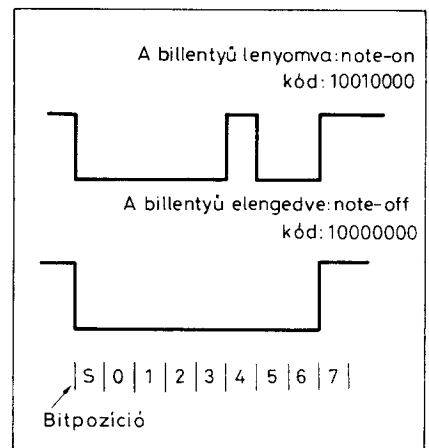 A billentyű lenyomva: note-on
kód: 10010000
A billentyű elengedve: note-off
kód: 10000000
|S|0|1|2|3|4|5|6|7|
Bitpozíció